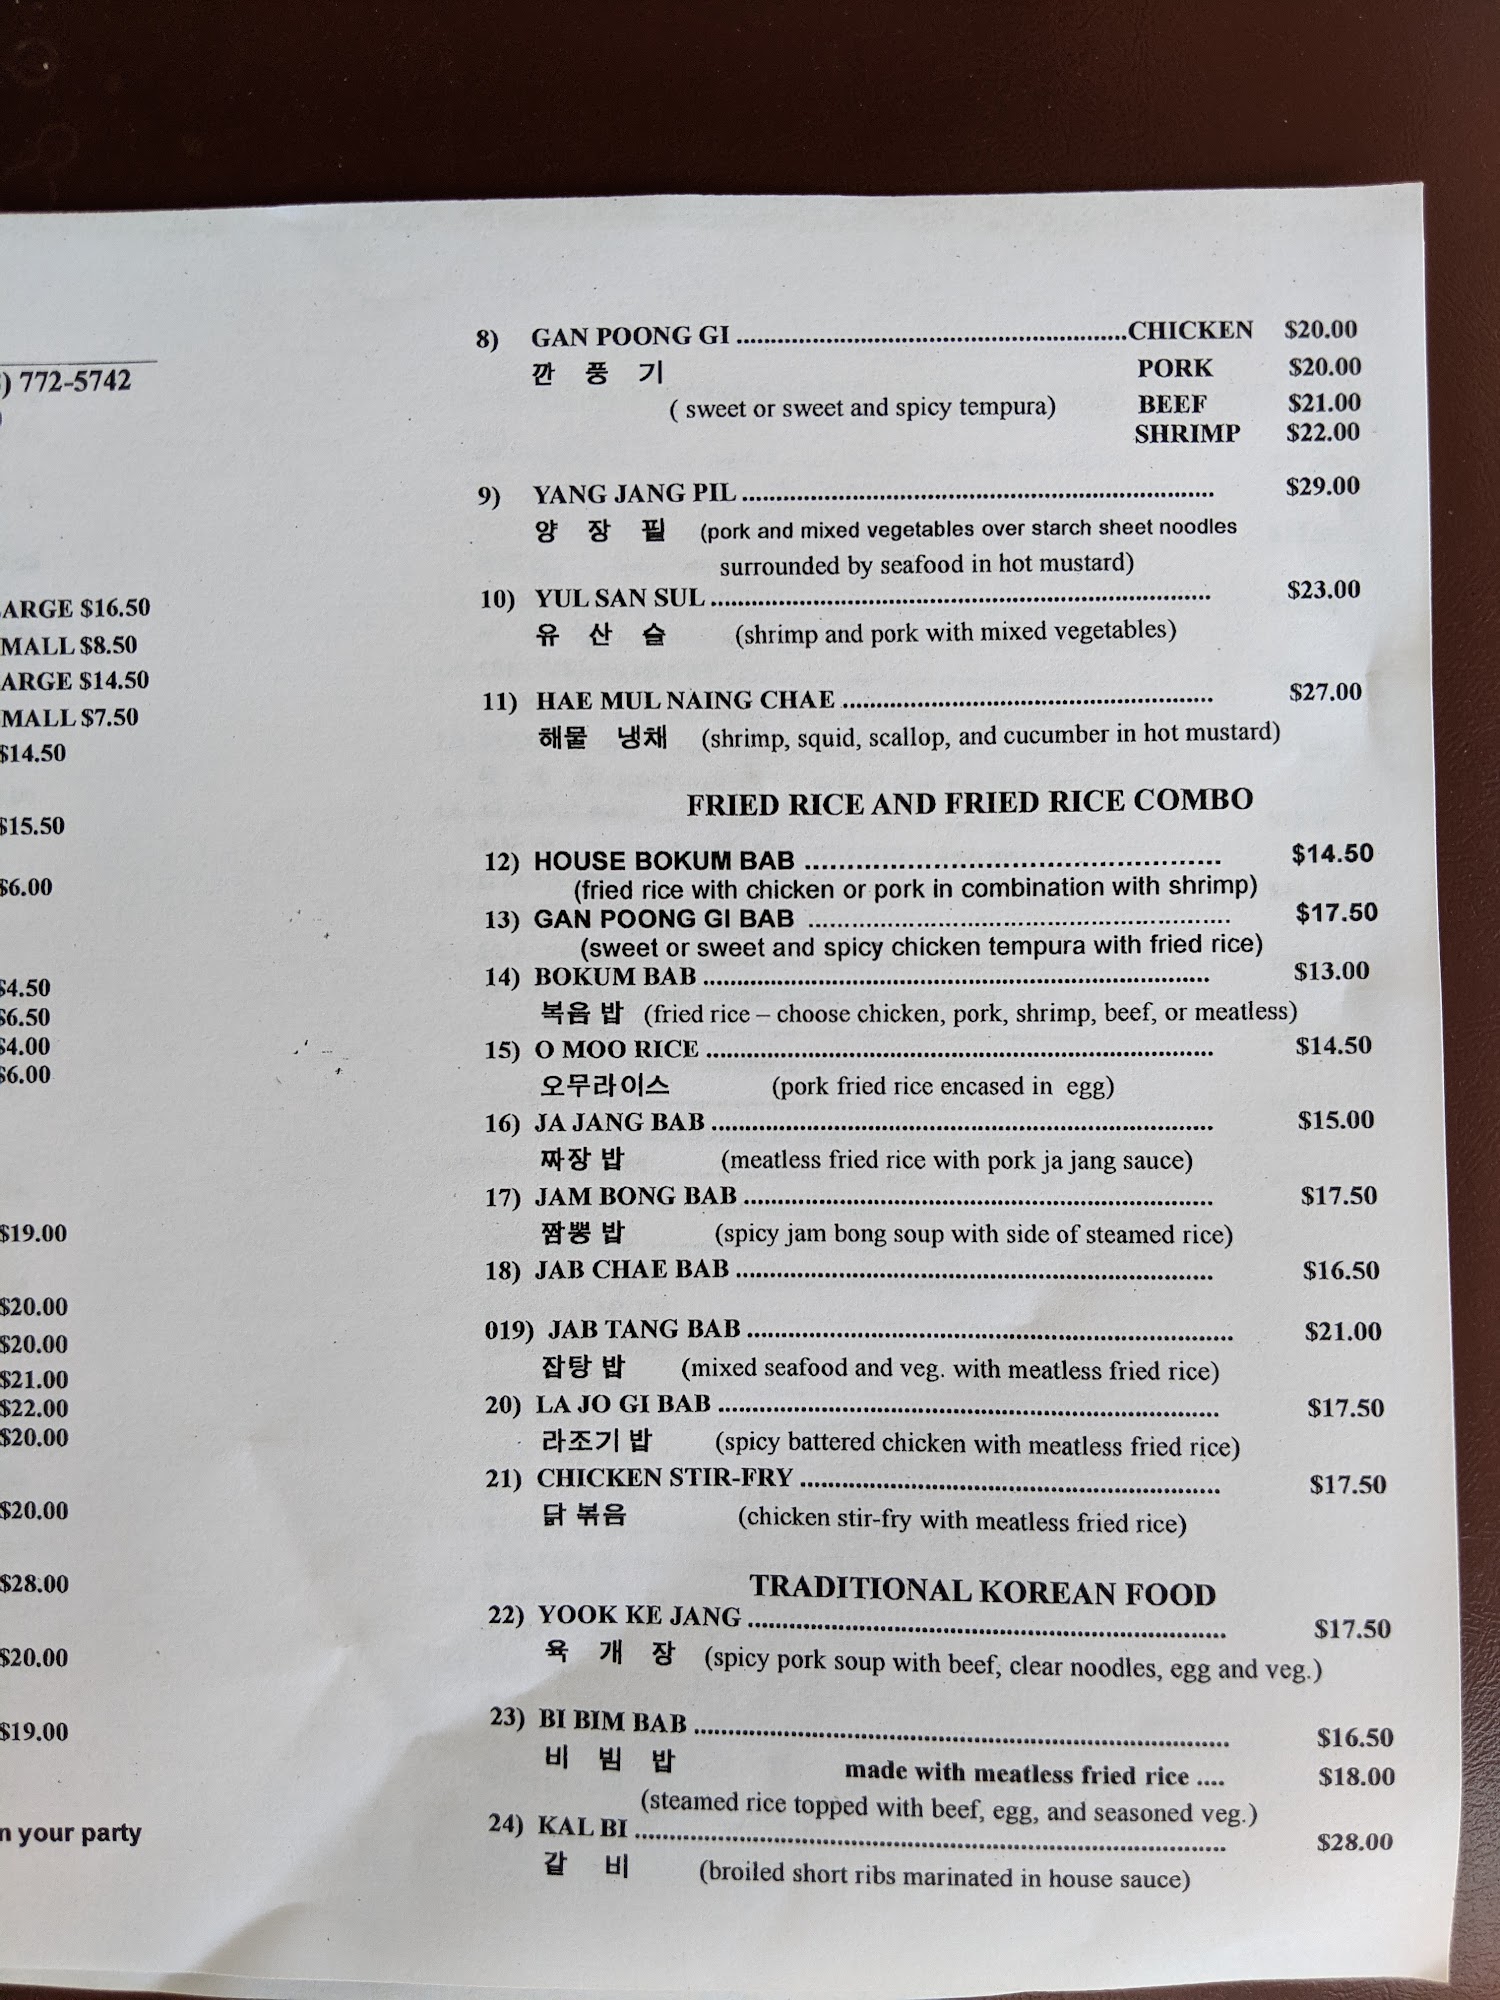 ) 772-5742
)
ARGE $16.50
MALL $8.50
ARGE $14.50
MALL $7.50
$14.50
$15.50
$6.00
$4.50
$6.50
$4.00
$6.00
$19.00
$20.00
$20.00
$21.00
$22.00
$20.00
$20.00
$28.00
$20.00
$19.00
n your party
8) GAN POONG GI ........................................ CHICKEN $20.00
깐 풍 기 PORK $20.00
( sweet or sweet and spicy tempura) BEEF $21.00
SHRIMP $22.00
9) YANG JANG PIL ........................................ $29.00
양 장 필 (pork and mixed vegetables over starch sheet noodles
surrounded by seafood in hot mustard)
10) YUL SAN SUL ........................................ $23.00
유 산 슬 (shrimp and pork with mixed vegetables)
11) HAE MUL NAING CHAE ........................................ $27.00
해물 냉채 (shrimp, squid, scallop, and cucumber in hot mustard)
FRIED RICE AND FRIED RICE COMBO
12) HOUSE BOKUM BAB ........................................ $14.50
(fried rice with chicken or pork in combination with shrimp)
13) GAN POONG GI BAB ........................................ $17.50
(sweet or sweet and spicy chicken tempura with fried rice)
14) BOKUM BAB ........................................ $13.00
복음 밥 (fried rice – choose chicken, pork, shrimp, beef, or meatless)
15) O MOO RICE ........................................ $14.50
오무라이스 (pork fried rice encased in egg)
16) JA JANG BAB ........................................ $15.00
짜장 밥 (meatless fried rice with pork ja jang sauce)
17) JAM BONG BAB ........................................ $17.50
짬뽕 밥 (spicy jam bong soup with side of steamed rice)
18) JAB CHAE BAB ........................................ $16.50
019) JAB TANG BAB ........................................ $21.00
잡탕 밥 (mixed seafood and veg. with meatless fried rice)
20) LA JO GI BAB ........................................ $17.50
라조기 밥 (spicy battered chicken with meatless fried rice)
21) CHICKEN STIR-FRY ........................................ $17.50
닭 볶음 (chicken stir-fry with meatless fried rice)
TRADITIONAL KOREAN FOOD
22) YOOK KE JANG ........................................ $17.50
육 개 장 (spicy pork soup with beef, clear noodles, egg and veg.)
23) BI BIM BAB ........................................ $16.50
비 빔 밥 made with meatless fried rice .... $18.00
(steamed rice topped with beef, egg, and seasoned veg.)
24) KAL BI ........................................ $28.00
갈 비 (broiled short ribs marinated in house sauce)